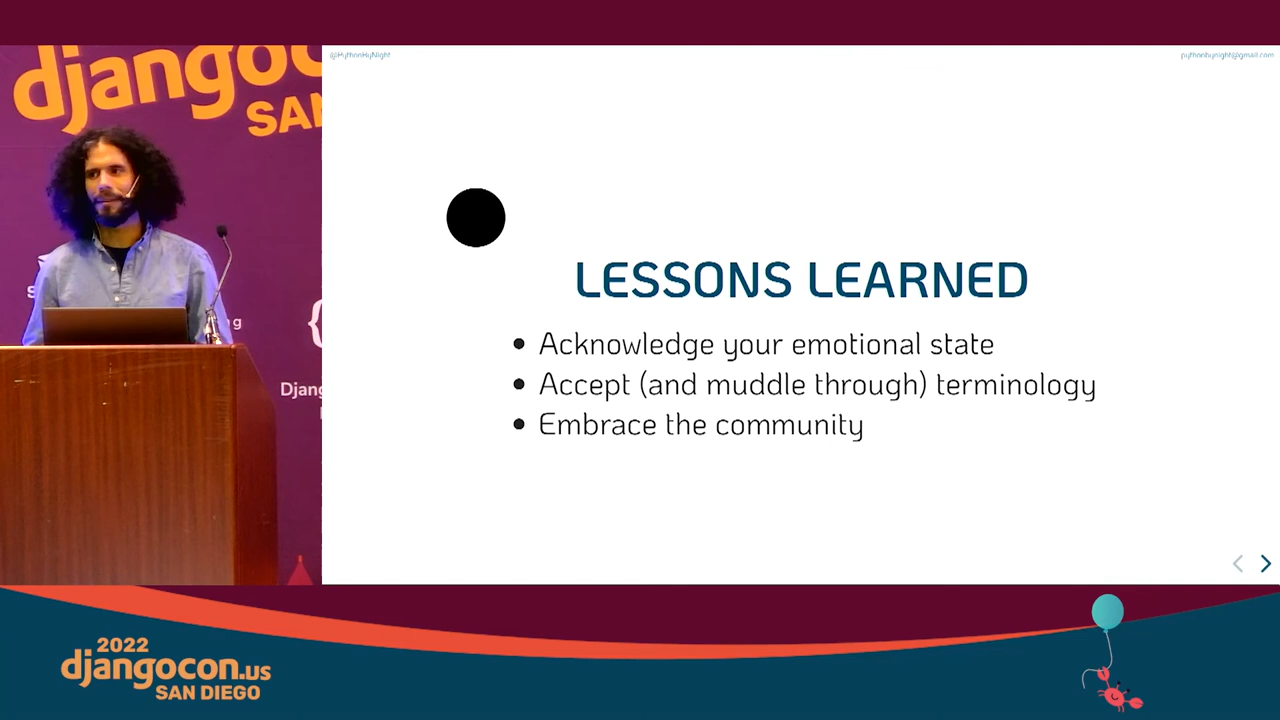 @PythonByNight
pythonbynight@gmail.com
djangoc
SAN
LESSONS LEARNED
Acknowledge your emotional state
Accept (and muddle through) terminology
Embrace the community
Djang
2022
djangocon.us
SAN DIEGO